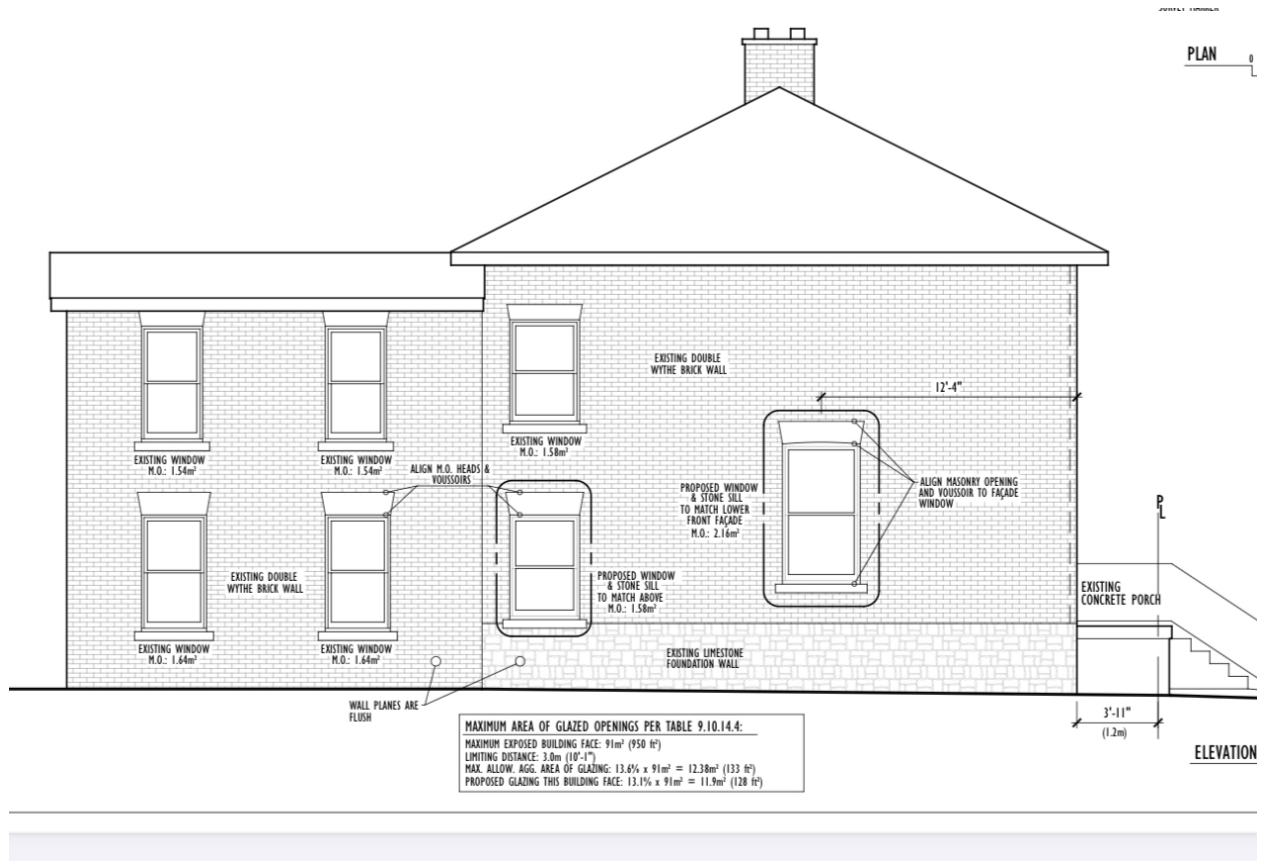 PLAN
0
EXISTING DOUBLE
WYTHE BRICK WALL
12'-4"
EXISTING WINDOW
M.O.: 1.58m²
EXISTING WINDOW
M.O.: 1.54m²
EXISTING WINDOW
M.O.: 1.54m²
ALIGN M.O. HEADS &
VOUSSOIRS
PROPOSED WINDOW
& STONE SILL
TO MATCH LOWER
FRONT FAÇADE
M.O.: 2.16m²
ALIGN MASONRY OPENING
AND VOUSSOIR TO FAÇADE
WINDOW
PL
EXISTING DOUBLE
WYTHE BRICK WALL
PROPOSED WINDOW
& STONE SILL
TO MATCH ABOVE
M.O.: 1.58m²
EXISTING
CONCRETE PORCH
EXISTING WINDOW
M.O.: 1.64m²
EXISTING WINDOW
M.O.: 1.64m²
EXISTING LIMESTONE
FOUNDATION WALL
WALL PLANES ARE
FLUSH
3'-11"
(1.2m)
MAXIMUM AREA OF GLAZED OPENINGS PER TABLE 9.10.14.4:
MAXIMUM EXPOSED BUILDING FACE: 91m² (950 ft²)
LIMITING DISTANCE: 3.0m (10'-1")
MAX. ALLOW. AGG. AREA OF GLAZING: 13.6% x 91m² = 12.38m² (133 ft²)
PROPOSED GLAZING THIS BUILDING FACE: 13.1% x 91m² = 11.9m² (128 ft²)
ELEVATION